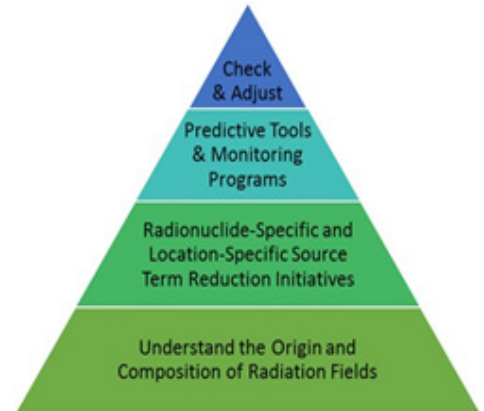 Check
& Adjust
Predictive Tools
& Monitoring
Programs
Radionuclide-Specific and
Location-Specific Source
Term Reduction Initiatives
Understand the Origin and
Composition of Radiation Fields